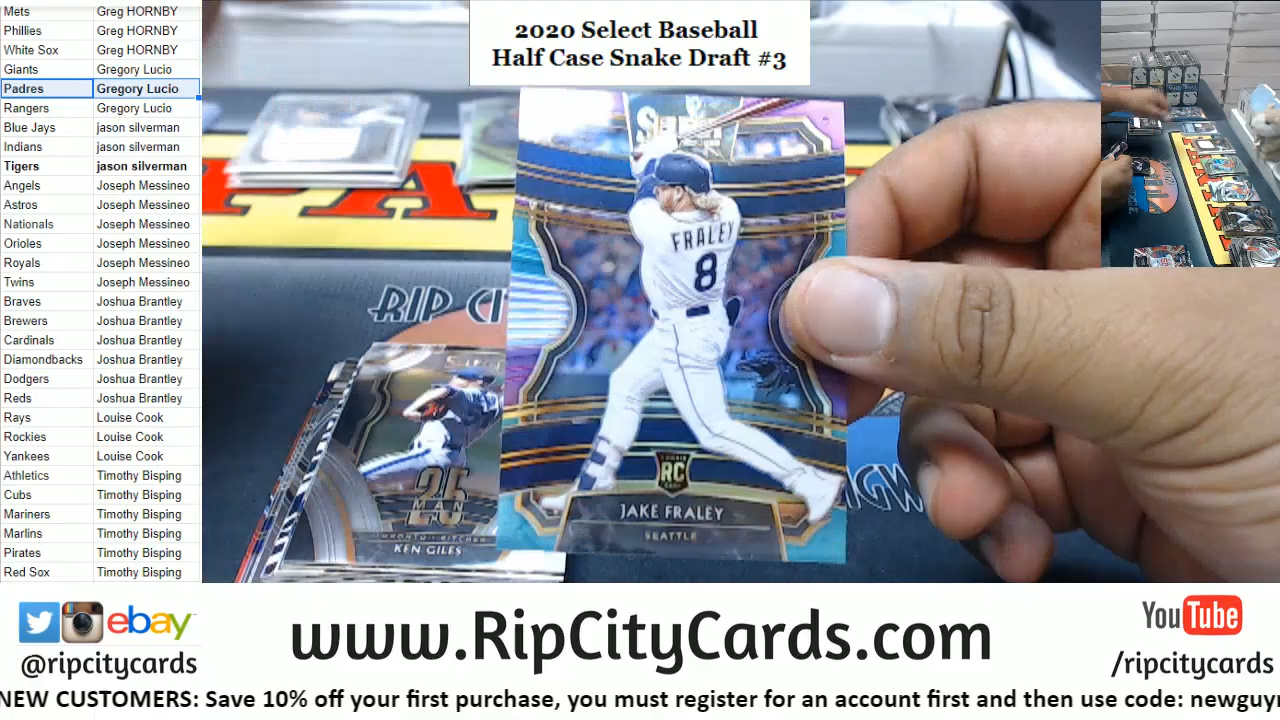 Mets Greg HORNBY
Phillies Greg HORNBY
White Sox Greg HORNBY
Giants Gregory Lucio
Padres Gregory Lucio
Rangers Gregory Lucio
Blue Jays jason silverman
Indians jason silverman
Tigers jason silverman
Angels Joseph Messineo
Astros Joseph Messineo
Nationals Joseph Messineo
Orioles Joseph Messineo
Royals Joseph Messineo
Twins Joseph Messineo
Braves Joshua Brantley
Brewers Joshua Brantley
Cardinals Joshua Brantley
Diamondbacks Joshua Brantley
Dodgers Joshua Brantley
Reds Joshua Brantley
Rays Louise Cook
Rockies Louise Cook
Yankees Louise Cook
Athletics Timothy Bisping
Cubs Timothy Bisping
Mariners Timothy Bisping
Marlins Timothy Bisping
Pirates Timothy Bisping
Red Sox Timothy Bisping
2020 Select Baseball
Half Case Snake Draft #3
FRALEY
8
RIP CI
RC
JAKE FRALEY
SEATTLE
25
MAN
KEN GILES
ebay
@ripcitycards
www.RipCityCards.com
YouTube
/ripcitycards
NEW CUSTOMERS: Save 10% off your first purchase, you must register for an account first and then use code: newguy